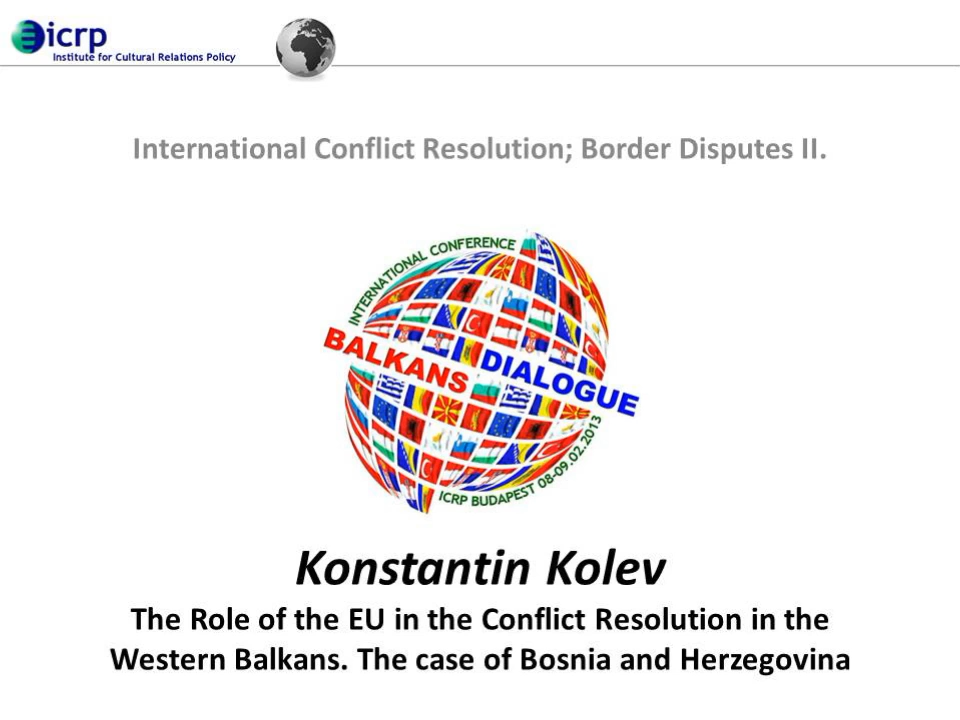 icrp
Institute for Cultural Relations Policy
International Conflict Resolution; Border Disputes II.
INTERNATIONAL CONFERENCE
BALKANS
DIALOGUE
ICRP BUDAPEST 08-09.02.2013
Konstantin Kolev
The Role of the EU in the Conflict Resolution in the
Western Balkans. The case of Bosnia and Herzegovina